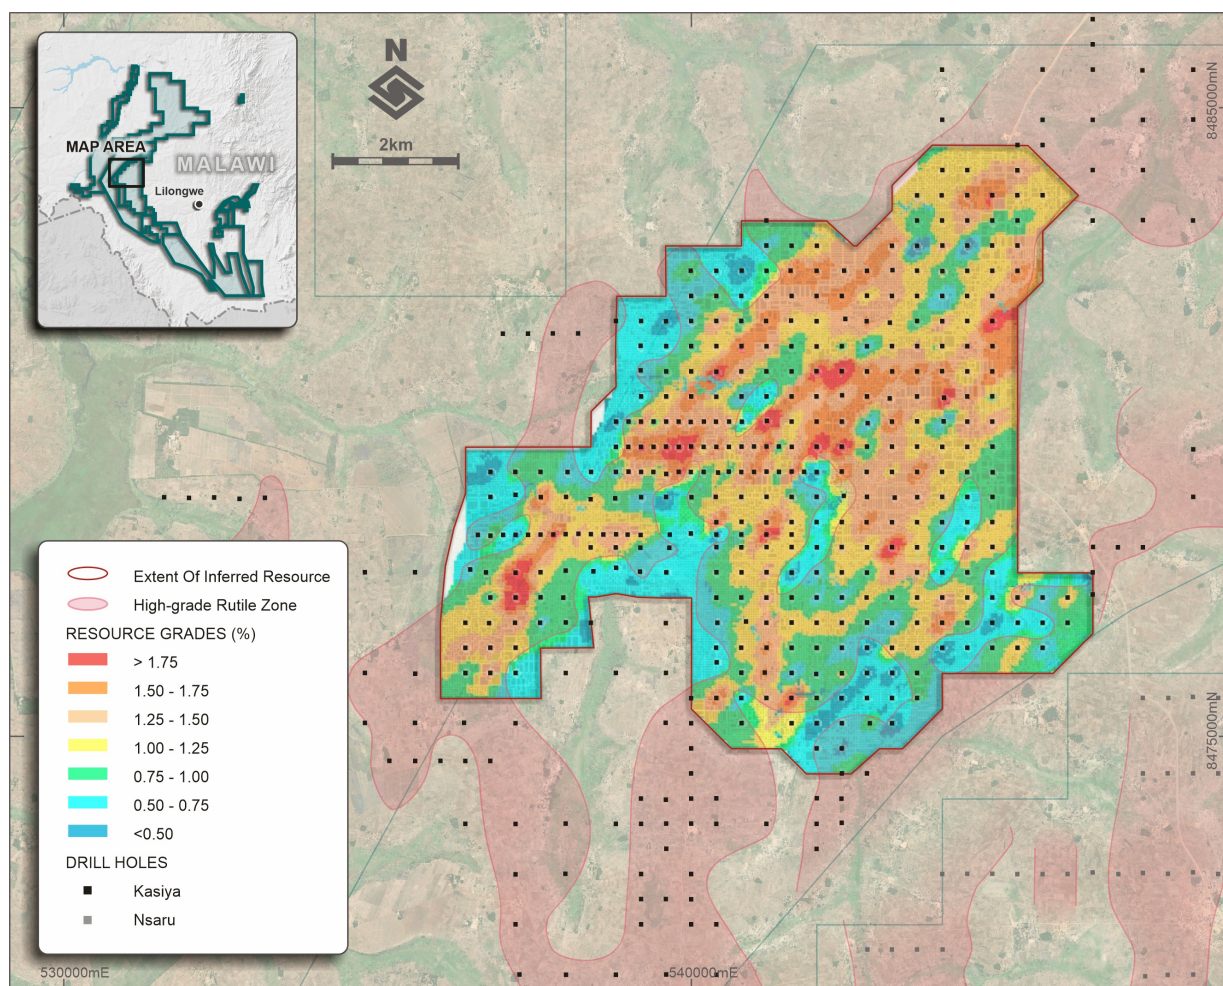 N
2km
MAP AREA
MALAWI
Lilongwe
8485000mN
Extent Of Inferred Resource
High-grade Rutile Zone
RESOURCE GRADES (%)
> 1.75
1.50 - 1.75
1.25 - 1.50
1.00 - 1.25
0.75 - 1.00
0.50 - 0.75
<0.50
DRILL HOLES
Kasiya
Nsaru
8475000mN
530000mE
540000mE